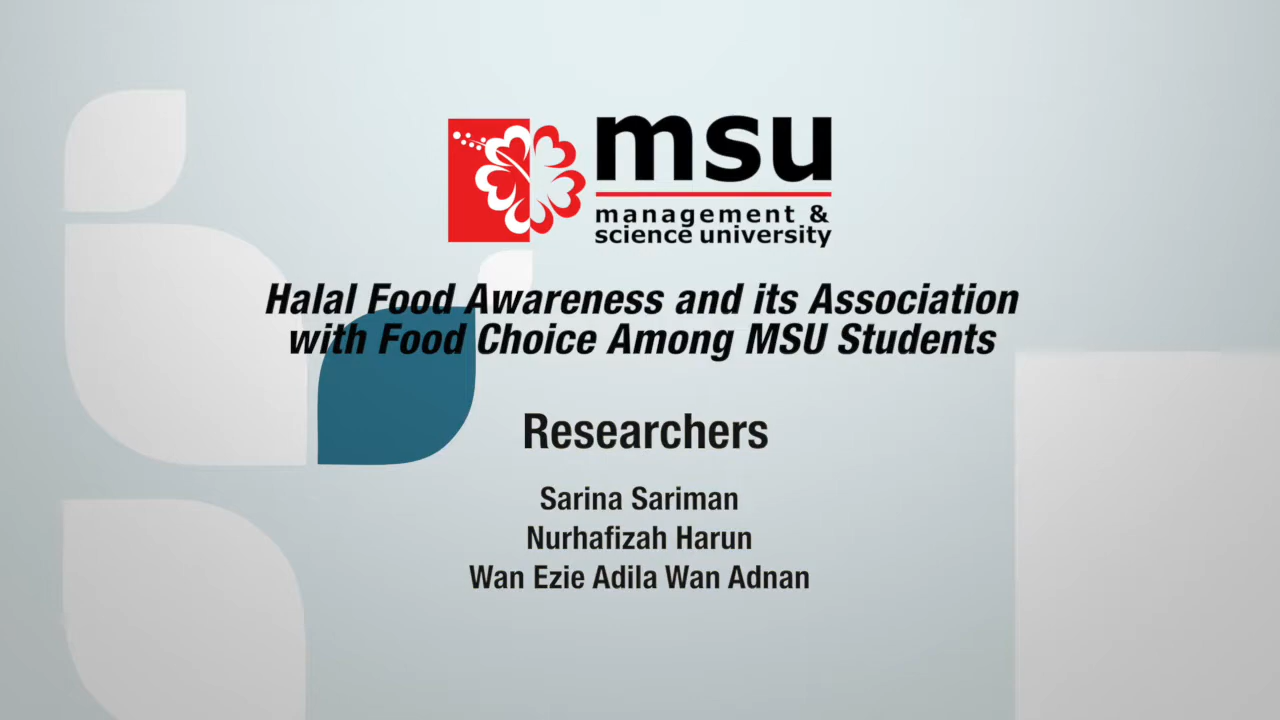 msu
management &
science university
Halal Food Awareness and its Association
with Food Choice Among MSU Students
Researchers
Sarina Sariman
Nurhafizah Harun
Wan Ezie Adila Wan Adnan